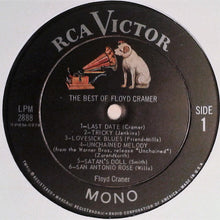 RCA VICTOR
THE BEST OF FLOYD CRAMER
LPM
2888
SIDE
1
1-LAST DATE (Cramer)
2-TRICKY (Jenkins)
3-LOVESICK BLUES (Friend-Mills)
4-UNCHAINED MELODY
(from the Warner Bros. release "Unchained")
(Zaret-North)
5-SATAN'S DOLL (Smith)
6-SAN ANTONIO ROSE (Wills)
Floyd Cramer
MONO